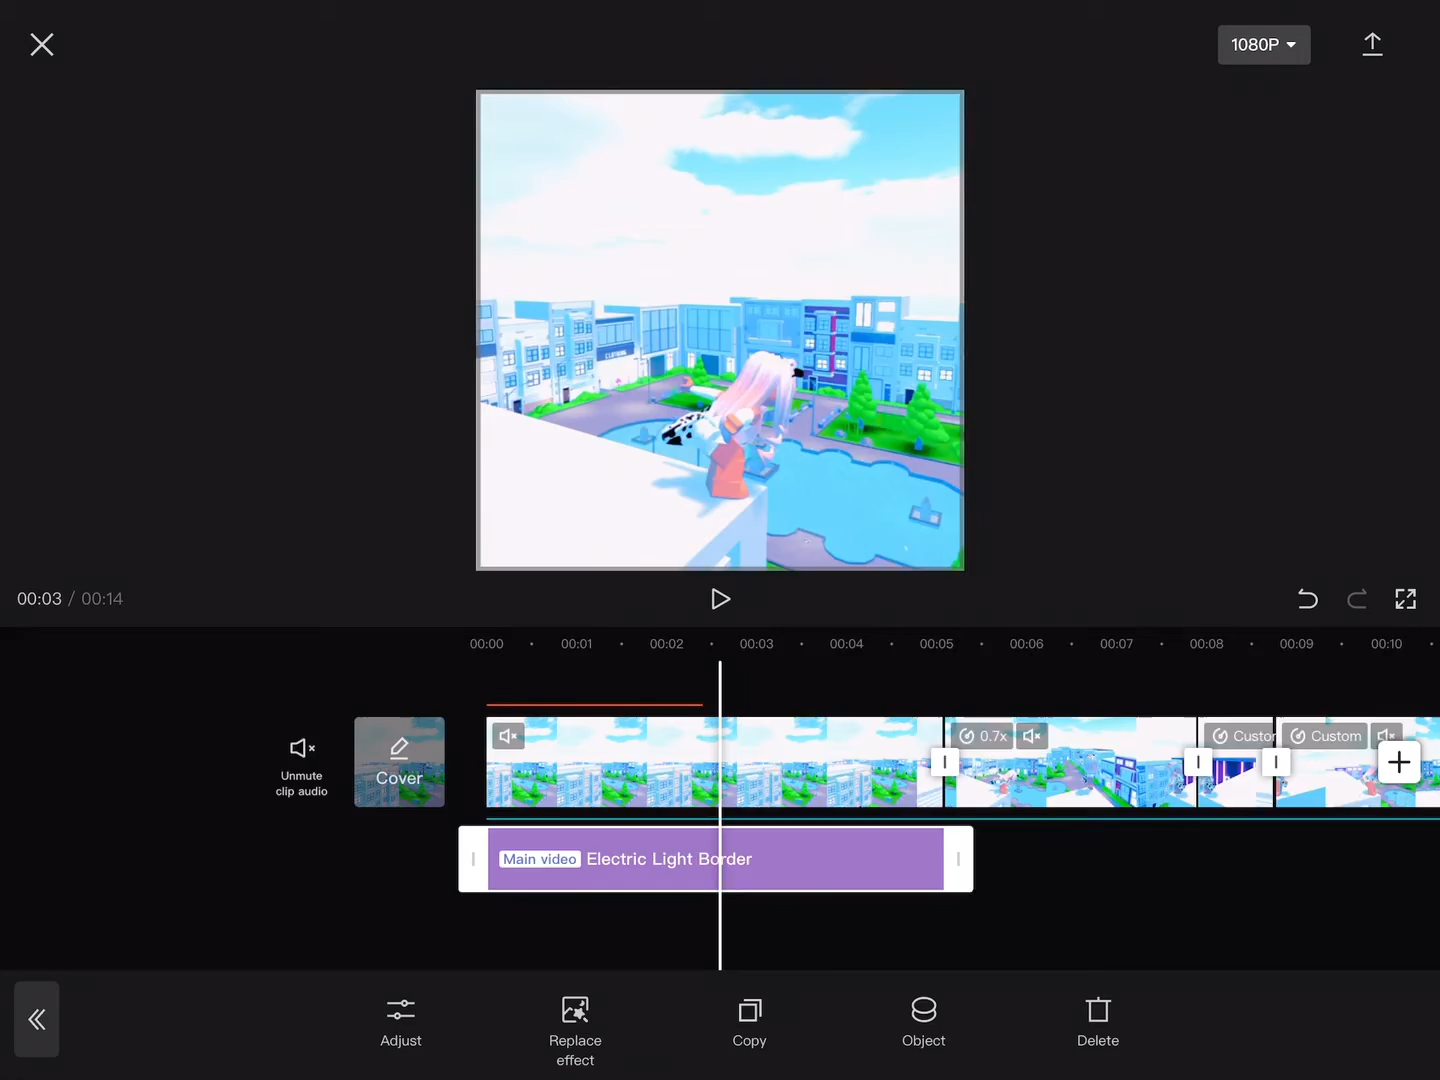 1080P
00:03 / 00:14
00:00 00:01 00:02 00:03 00:04 00:05 00:06 00:07 00:08 00:09 00:10
Unmute
clip audio
Cover
0.7x
Custor
Custom
Main video Electric Light Border
Adjust
Replace
effect
Copy
Object
Delete